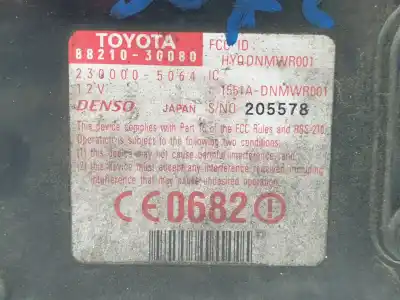 TOYOTA
88210-30080
230000-5064
12V
DENSO JAPAN
FCC ID:
HYQDNMWR001
IC
1551A-DNMWR001
S/NO 205578
This device complies with Part 15 of the FCC Rules and RSS-210
Operation is subject to the following two conditions:
(1) this device may not cause harmful interference, and
(2) this device must accept any interference received, including
interference that may cause undesired operation
CE0682!